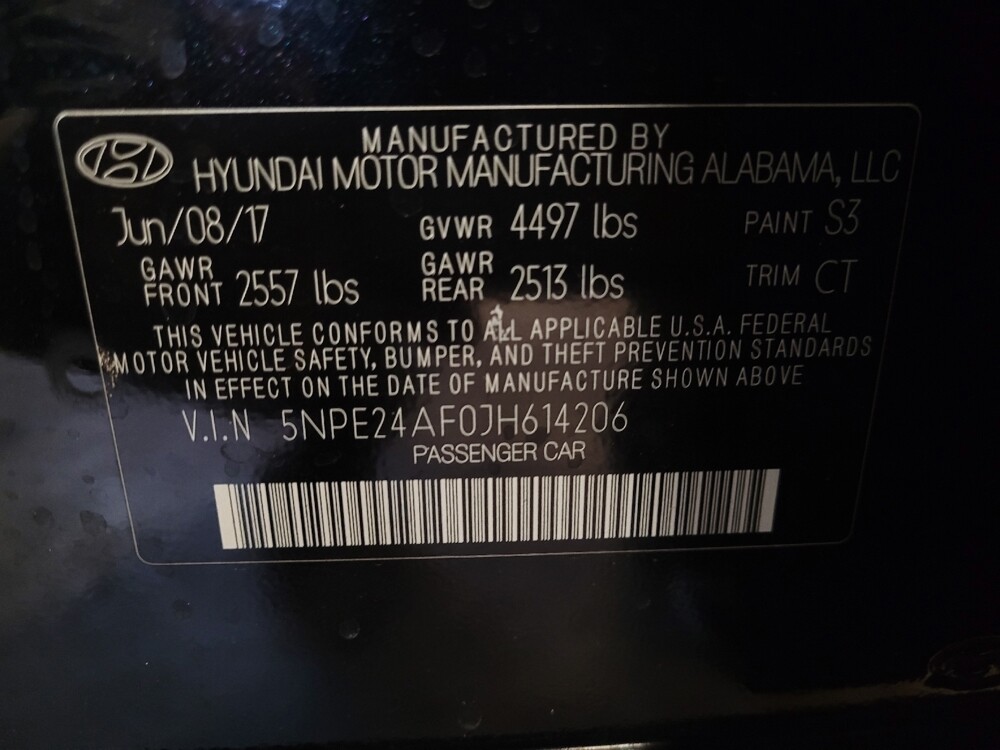 MANUFACTURED BY
HYUNDAI MOTOR MANUFACTURING ALABAMA, LLC
Jun/08/17 GVWR 4497 lbs PAINT S3
GAWR FRONT 2557 lbs GAWR REAR 2513 lbs TRIM CT
THIS VEHICLE CONFORMS TO ALL APPLICABLE U.S.A. FEDERAL
MOTOR VEHICLE SAFETY, BUMPER, AND THEFT PREVENTION STANDARDS
IN EFFECT ON THE DATE OF MANUFACTURE SHOWN ABOVE
V.I.N 5NPE24AF0JH614206
PASSENGER CAR